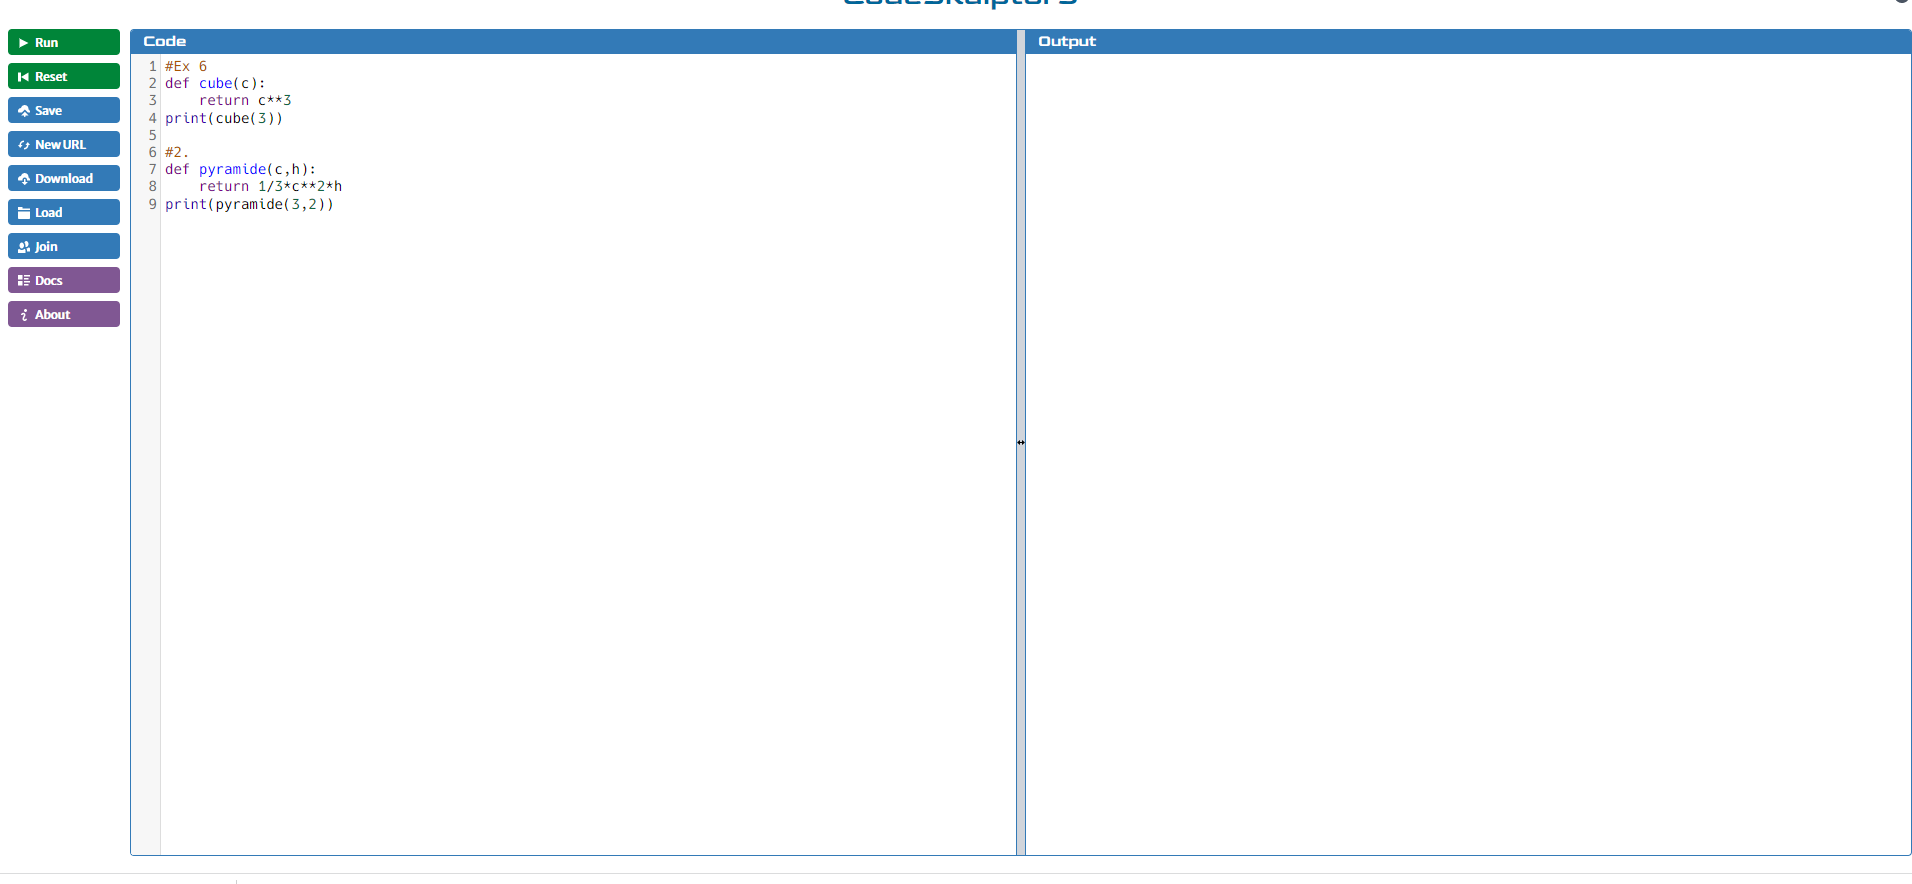 CodeSkulptor3
Run
Reset
Save
New URL
Download
Load
Join
Docs
About
Code
1 #Ex 6
2 def cube(c):
3     return c**3
4 print(cube(3))
5
6 #2.
7 def pyramide(c,h):
8     return 1/3*c**2*h
9 print(pyramide(3,2))
Output